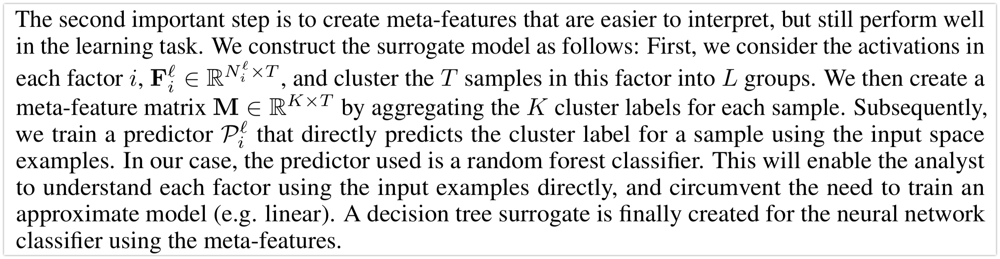 The second important step is to create meta-features that are easier to interpret, but still perform well
in the learning task. We construct the surrogate model as follows: First, we consider the activations in
each factor $i$, $\mathbf{F}_i^\ell \in \mathbb{R}^{N_i^\ell \times T}$, and cluster the $T$ samples in this factor into $L$ groups. We then create a
meta-feature matrix $\mathbf{M} \in \mathbb{R}^{K \times T}$ by aggregating the $K$ cluster labels for each sample. Subsequently,
we train a predictor $\mathcal{P}_i^\ell$ that directly predicts the cluster label for a sample using the input space
examples. In our case, the predictor used is a random forest classifier. This will enable the analyst
to understand each factor using the input examples directly, and circumvent the need to train an
approximate model (e.g. linear). A decision tree surrogate is finally created for the neural network
classifier using the meta-features.